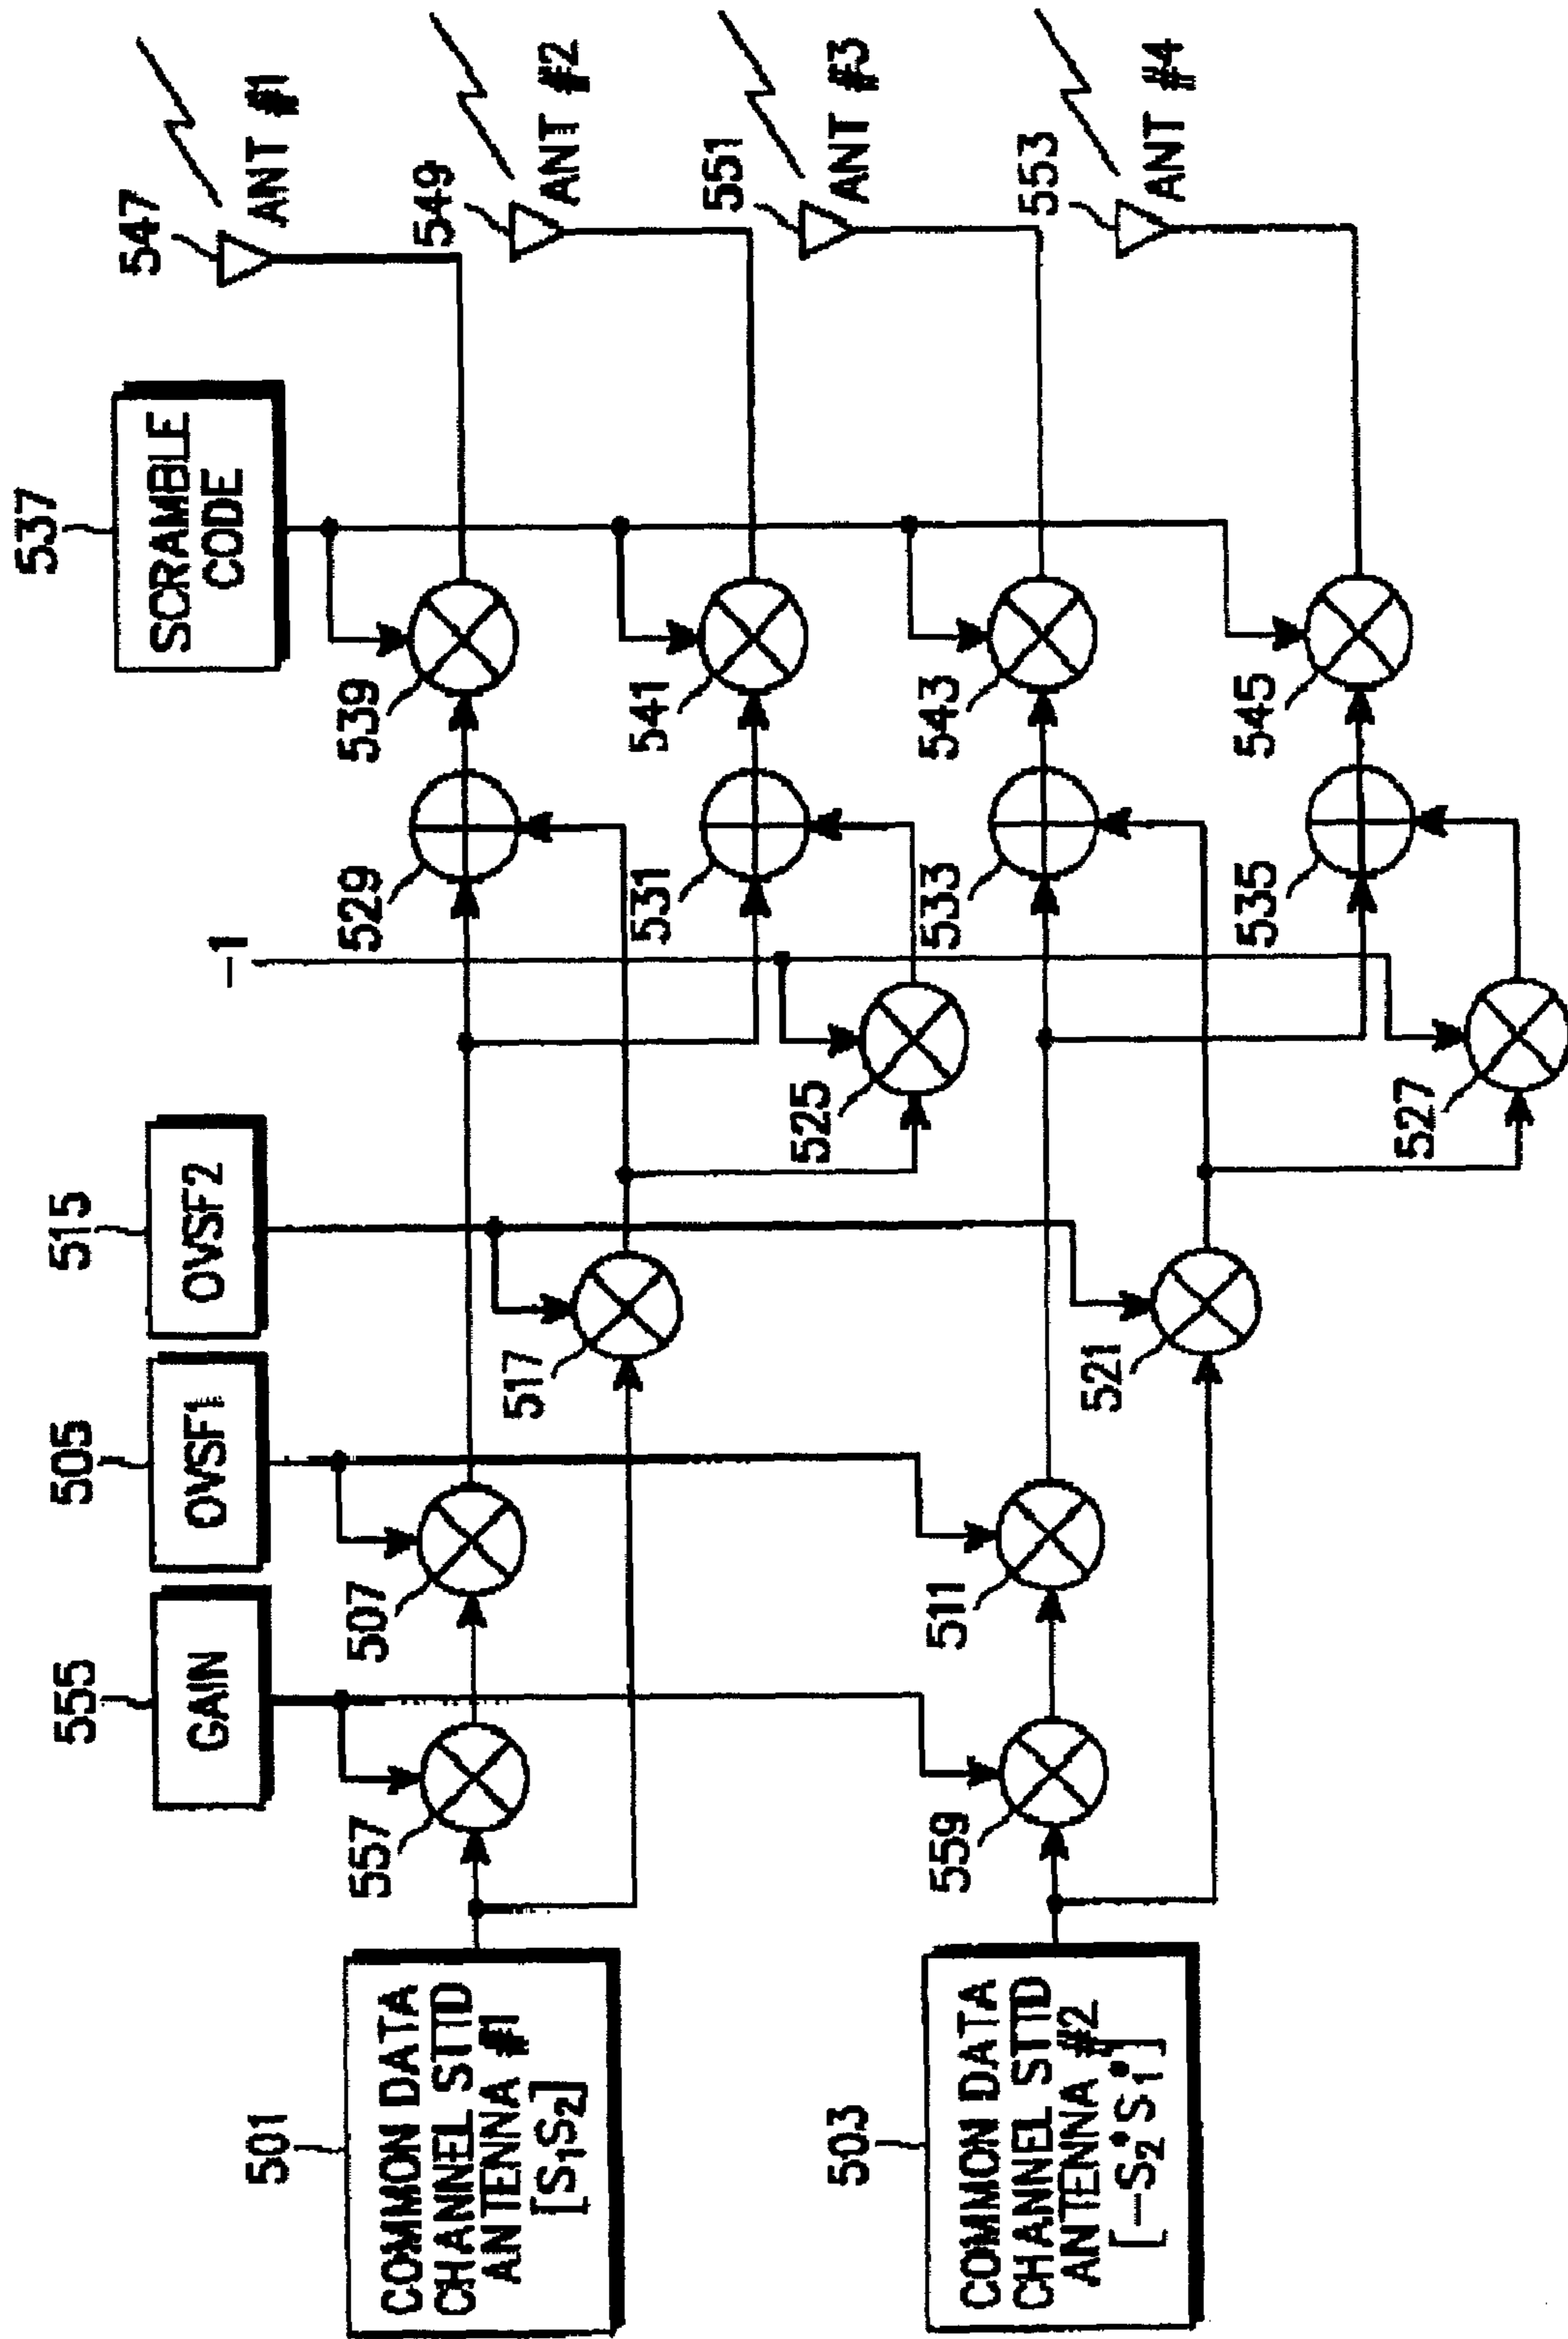 537
SCRAMBLE
CODE
547
ANT #1
549
ANT #2
551
ANT #3
553
ANT #4
555
GAIN
505
OVSF1
515
OVSF2
-1
557
507
517
529
539
525
531
541
559
511
521
533
543
527
535
545
501
COMMON DATA
CHANNEL STTD
ANTENNA #1
[S₁S₂]
503
COMMON DATA
CHANNEL STTD
ANTENNA #2
[-S₂*S₁*]